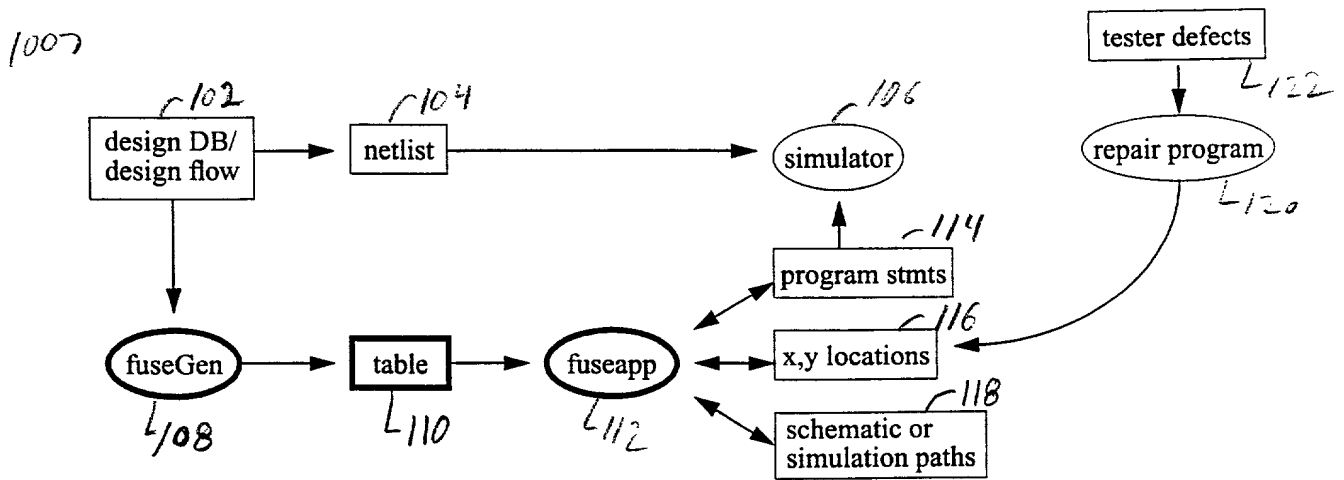 100
tester defects
122
102
104
106
design DB/
design flow
netlist
simulator
repair program
120
114
program stmts
116
fuseGen
table
fuseapp
x,y locations
108
110
112
118
schematic or
simulation paths